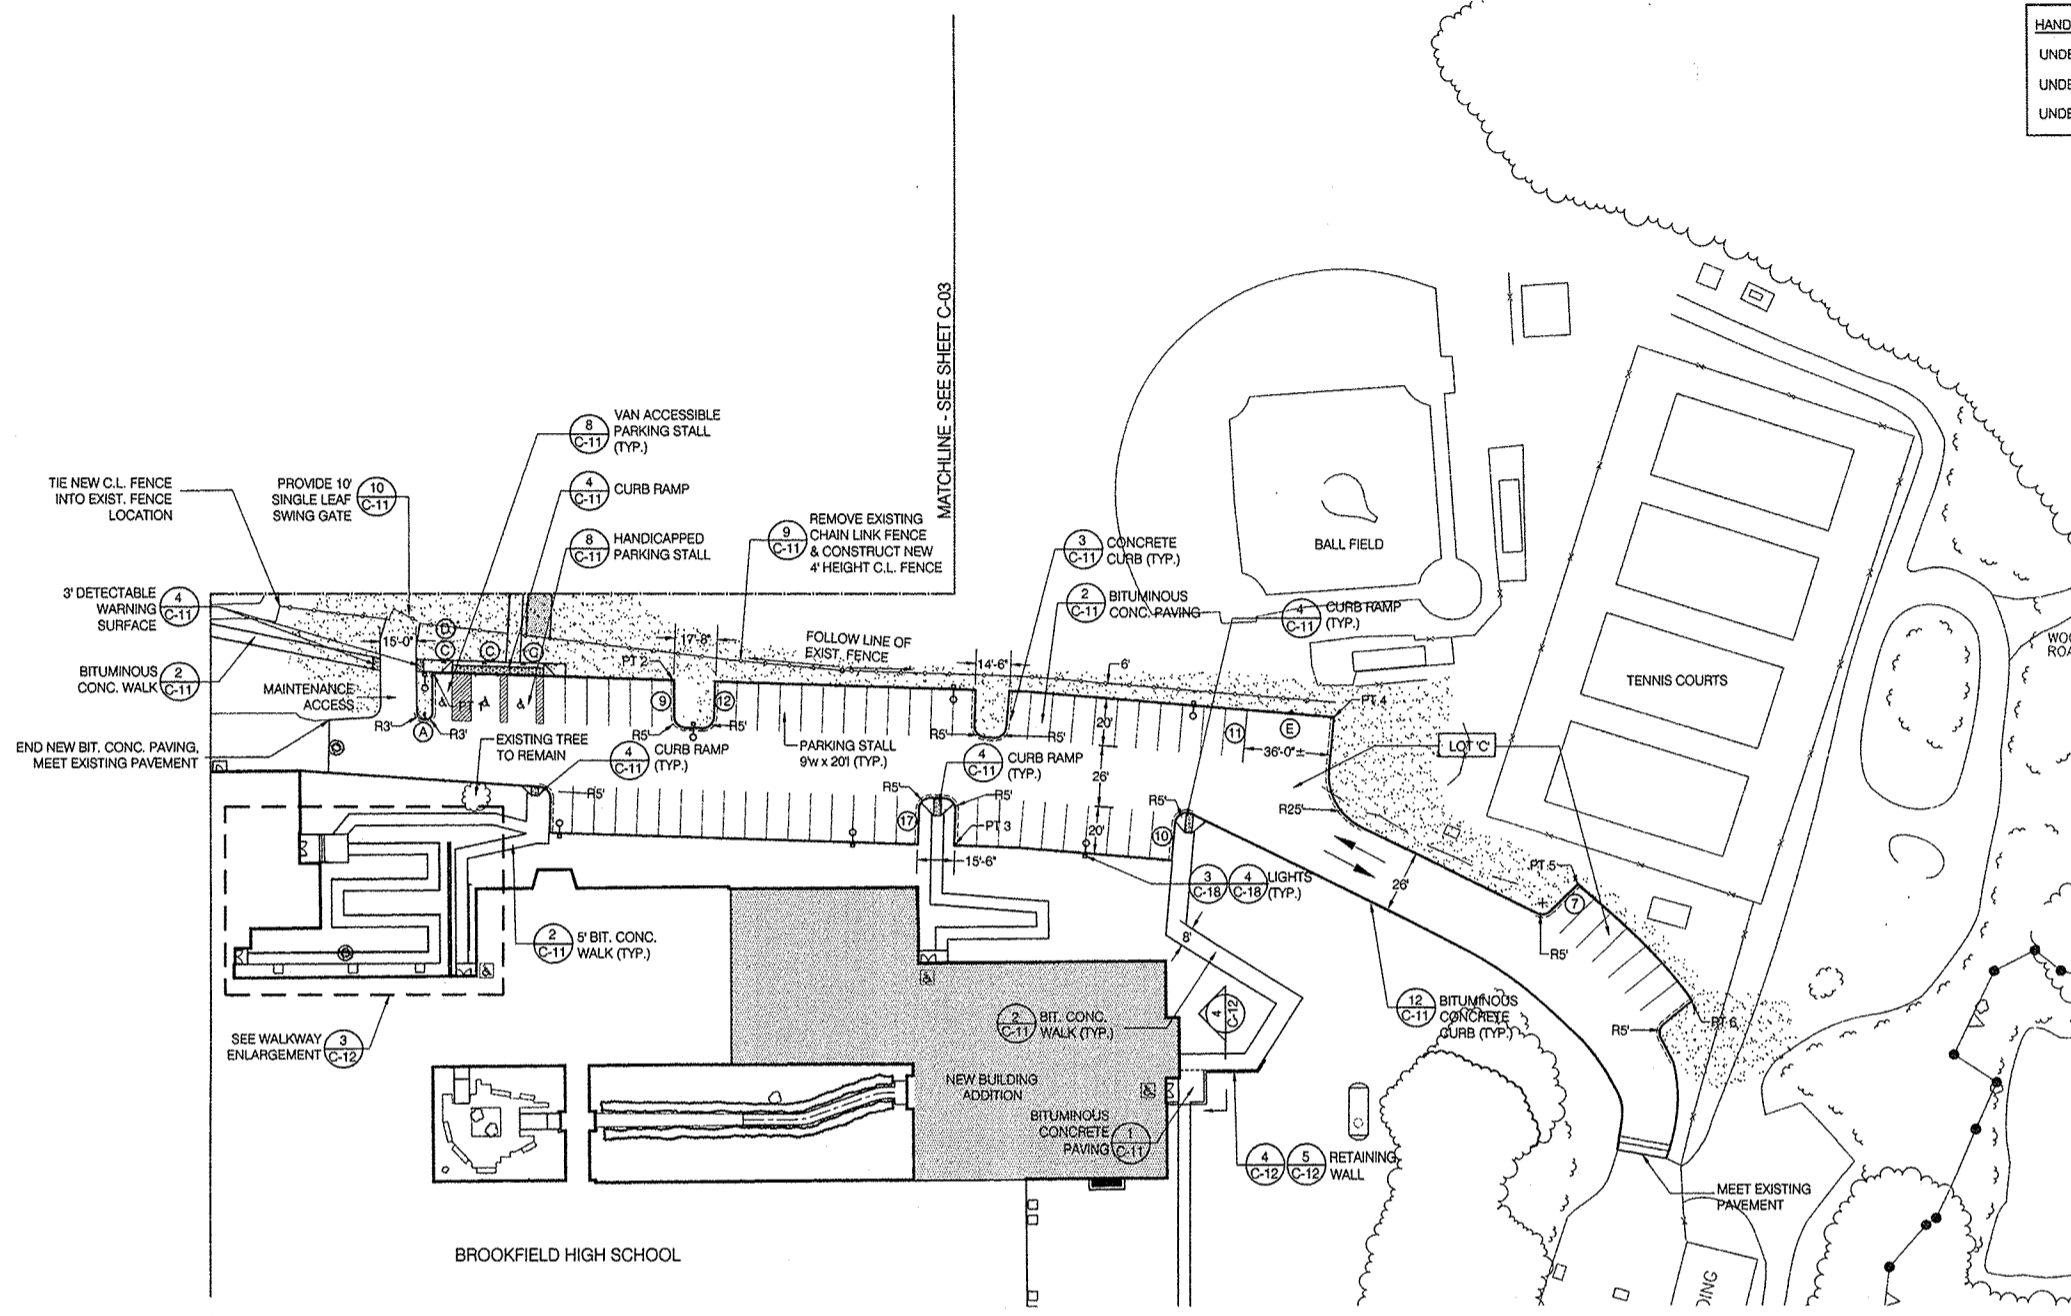 HAND
UNDE
UNDE
UNDE
MATCHLINE - SEE SHEET C-03
8
C-11
VAN ACCESSIBLE
PARKING STALL
(TYP.)
4
C-11
CURB RAMP
8
C-11
HANDICAPPED
PARKING STALL
TIE NEW C.L. FENCE
INTO EXIST. FENCE
LOCATION
PROVIDE 10'
SINGLE LEAF
SWING GATE
10
C-11
9
C-11
REMOVE EXISTING
CHAIN LINK FENCE
& CONSTRUCT NEW
4' HEIGHT C.L. FENCE
3
C-11
CONCRETE
CURB (TYP.)
2
C-11
BITUMINOUS
CONC. PAVING
4
C-11
CURB RAMP
(TYP.)
BALL FIELD
TENNIS COURTS
WOO
ROA
3' DETECTABLE
WARNING
SURFACE
4
C-11
BITUMINOUS
CONC. WALK
2
C-11
MAINTENANCE
ACCESS
END NEW BIT. CONC. PAVING,
MEET EXISTING PAVEMENT
15'-0"
D
C
C
C
A
R3'
R3'
PT 1
EXISTING TREE
TO REMAIN
PT 2
17'-8"
9
12
R5'
R5'
FOLLOW LINE OF
EXIST. FENCE
14'-6"
6'
R5'
R5'
20'
11
E
36'-0"±
PT.4
LOT 'C'
4
C-11
CURB RAMP
(TYP.)
PARKING STALL
9'w x 20'l (TYP.)
4
C-11
CURB RAMP
(TYP.)
26'
R5'
R5'
R5'
R5'
R25'
17
PT 3
20'
10
15'-6"
3
C-18
4
C-18
LIGHTS
(TYP.)
26'
PT.5
7
R5'
2
C-11
5' BIT. CONC.
WALK (TYP.)
8'
2
C-11
BIT. CONC.
WALK (TYP.)
4
C-12
12
C-11
BITUMINOUS
CONCRETE
CURB (TYP.)
R5'
PT.6
SEE WALKWAY
ENLARGEMENT
3
C-12
NEW BUILDING
ADDITION
BITUMINOUS
CONCRETE
PAVING
1
C-11
4
C-12
5
C-12
RETAINING
WALL
MEET EXISTING
PAVEMENT
BROOKFIELD HIGH SCHOOL
DING